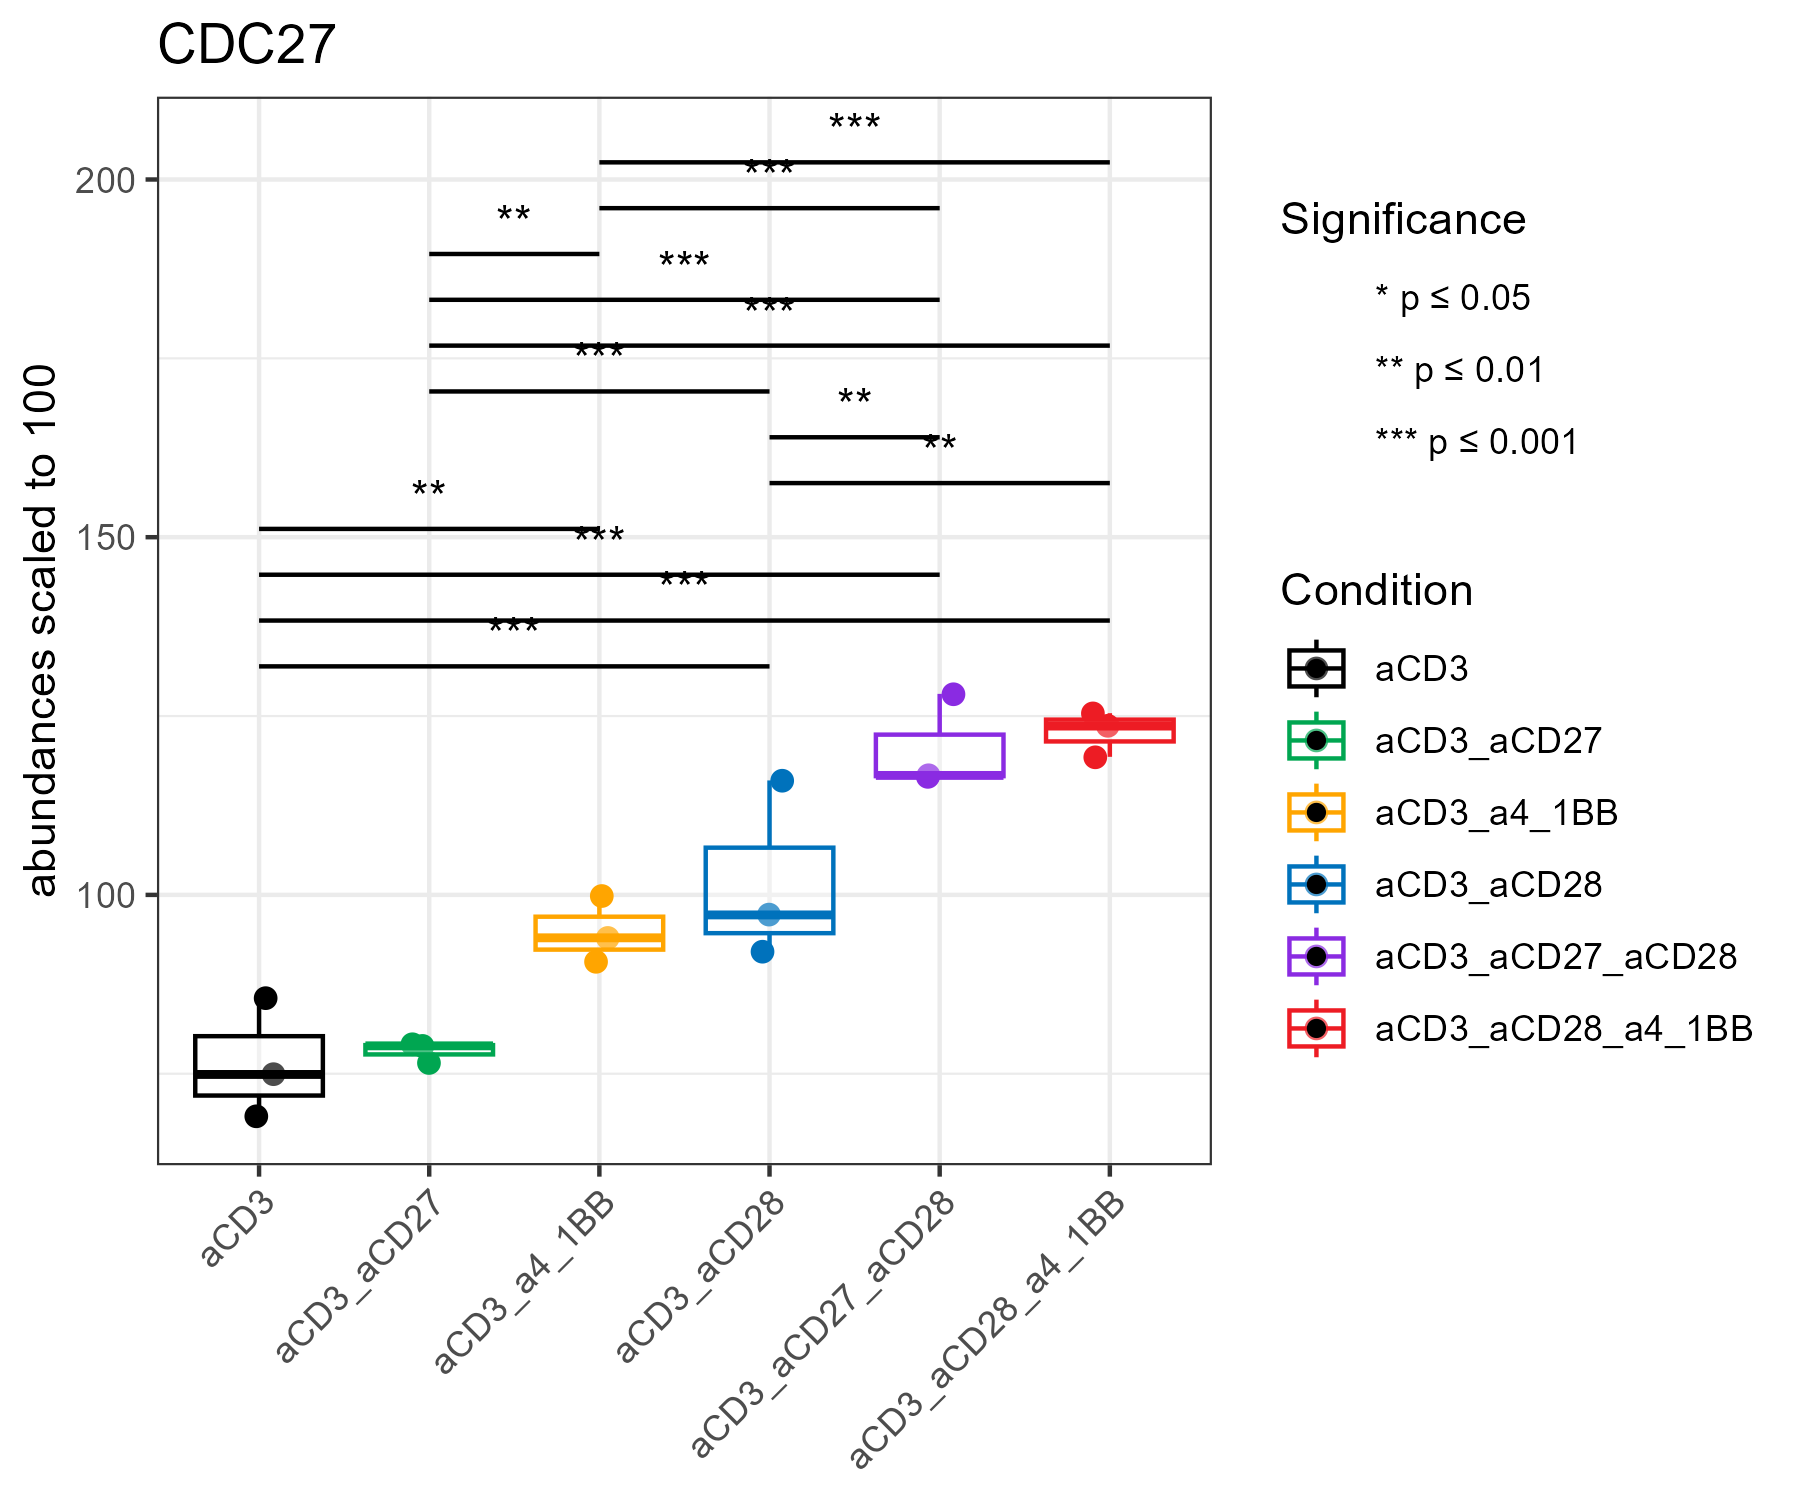 CDC27
abundances scaled to 100
200
150
100
***
***
**
***
***
***
**
**
**
***
***
***
aCD3
aCD3_aCD27
aCD3_a4_1BB
aCD3_aCD28
aCD3_aCD27_aCD28
aCD3_aCD28_a4_1BB
Significance
* p ≤ 0.05
** p ≤ 0.01
*** p ≤ 0.001
Condition
aCD3
aCD3_aCD27
aCD3_a4_1BB
aCD3_aCD28
aCD3_aCD27_aCD28
aCD3_aCD28_a4_1BB